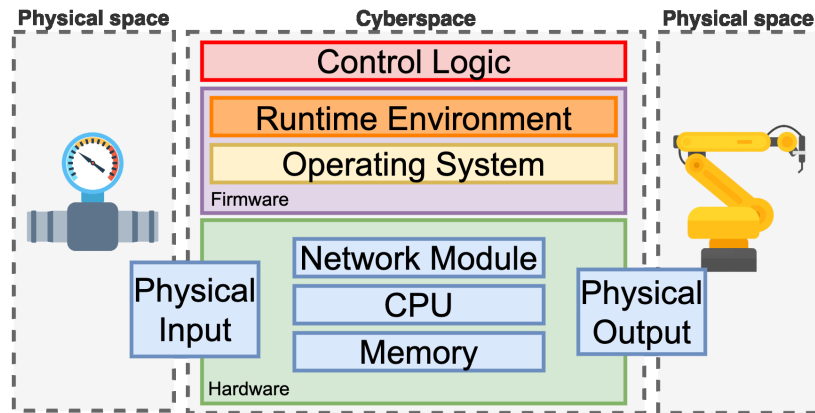 Physical space
Cyberspace
Physical space
Control Logic
Runtime Environment
Operating System
Firmware
Network Module
CPU
Memory
Physical
Input
Physical
Output
Hardware